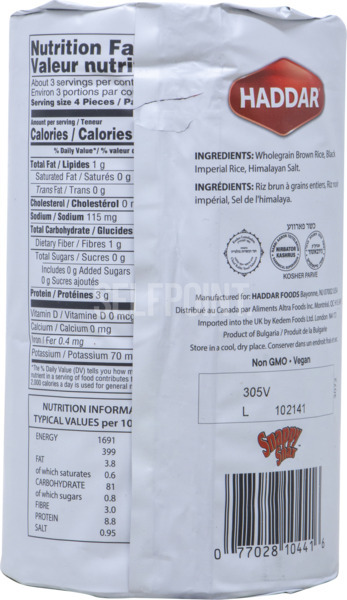 Nutrition Fa
Valeur nutri
About 3 servings per cont
Environ 3 portions par co
Serving size 4 Pieces / Pa
Amount per serving / Teneur
Calories / Calories
% Daily Value* / % valeur
Total Fat / Lipides 1 g
Saturated Fat / Saturés 0 g
Trans Fat / Trans 0 g
Cholesterol / Cholestérol 0
Sodium / Sodium 115 mg
Total Carbohydrate / Glucides
Dietary Fiber / Fibres 1 g
Total Sugars / Sucres 0 g
Includes 0 g Added Sugars
0 g Sucres ajoutés
Protein / Protéines 3 g
Vitamin D / Vitamine D 0 mcg
Calcium / Calcium 0 mg
Iron / Fer 0.4 mg
Potassium / Potassium 70 m
*The % Daily Value (DV) tells you how m
nutrient in a serving of food contributes
2,000 calories a day is used for general
NUTRITION INFORMA
TYPICAL VALUES per 10
ENERGY 1691
399
FAT 3.8
of which saturates 0.6
CARBOHYDRATE 81
of which sugars 0.8
FIBRE 3.0
PROTEIN 8.8
SALT 0.95
HADDAR
INGREDIENTS: Wholegrain Brown Rice, Black
Imperial Rice, Himalayan Salt.
INGRÉDIENTS: Riz brun à grains entiers, Riz noir
impérial, Sel de l'himalaya.
NIRBATOR
KASHRUS
KOSHER PARVE
Manufactured for: HADDAR FOODS Bayonne,
Distribué au Canada par Aliments Altra Foods Inc. Montréal,
Imported into the UK by Kedem Foods Ltd. London
Product of Bulgaria / Produit de la Bulgarie
Store in a cool, dry place. Conserver dans un endroit frais
Non GMO • Vegan
305V
L 102141
Snappy
0 77028 10441 6
SELFPOINT